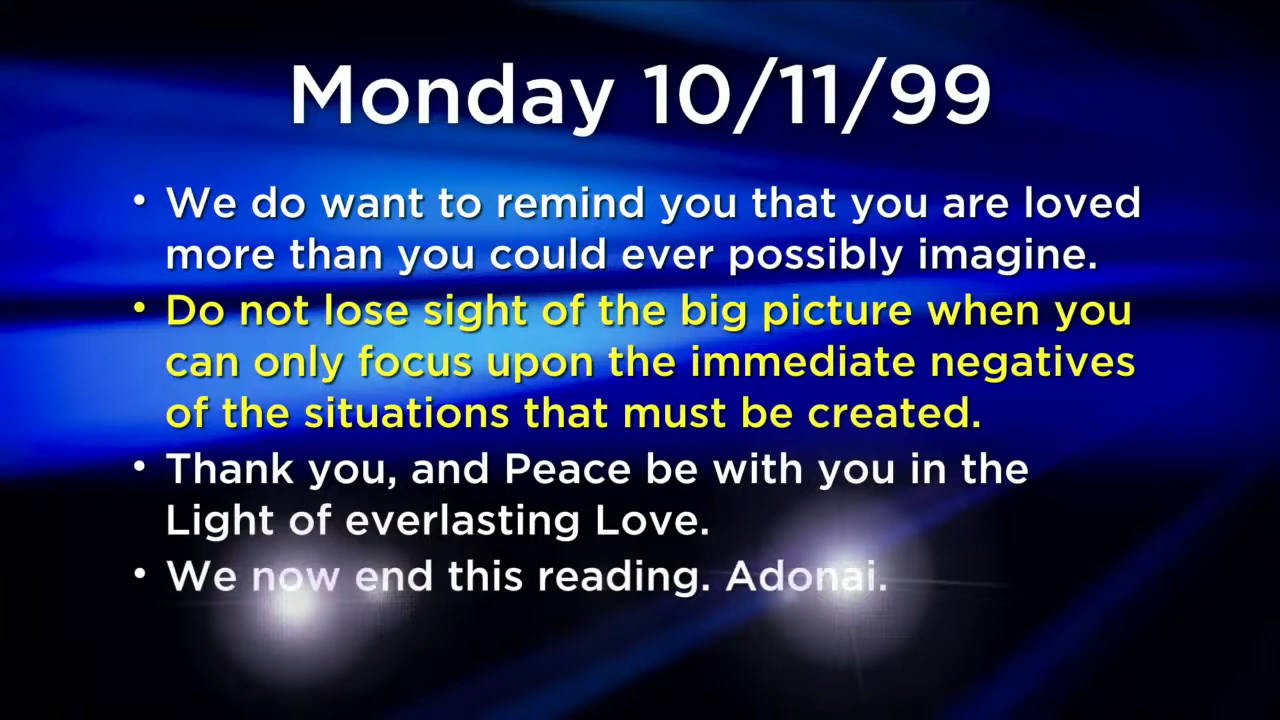 Monday 10/11/99
• We do want to remind you that you are loved
more than you could ever possibly imagine.
• Do not lose sight of the big picture when you
can only focus upon the immediate negatives
of the situations that must be created.
• Thank you, and Peace be with you in the
Light of everlasting Love.
• We now end this reading. Adonai.